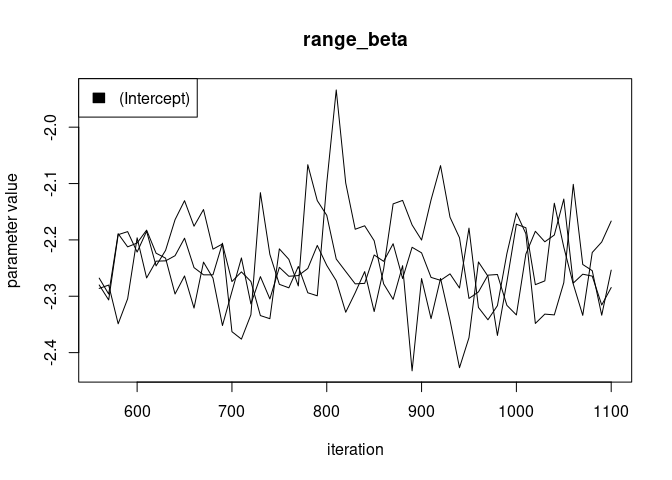 range_beta
(Intercept)
parameter value
-2.0
-2.1
-2.2
-2.3
-2.4
600 700 800 900 1000 1100
iteration